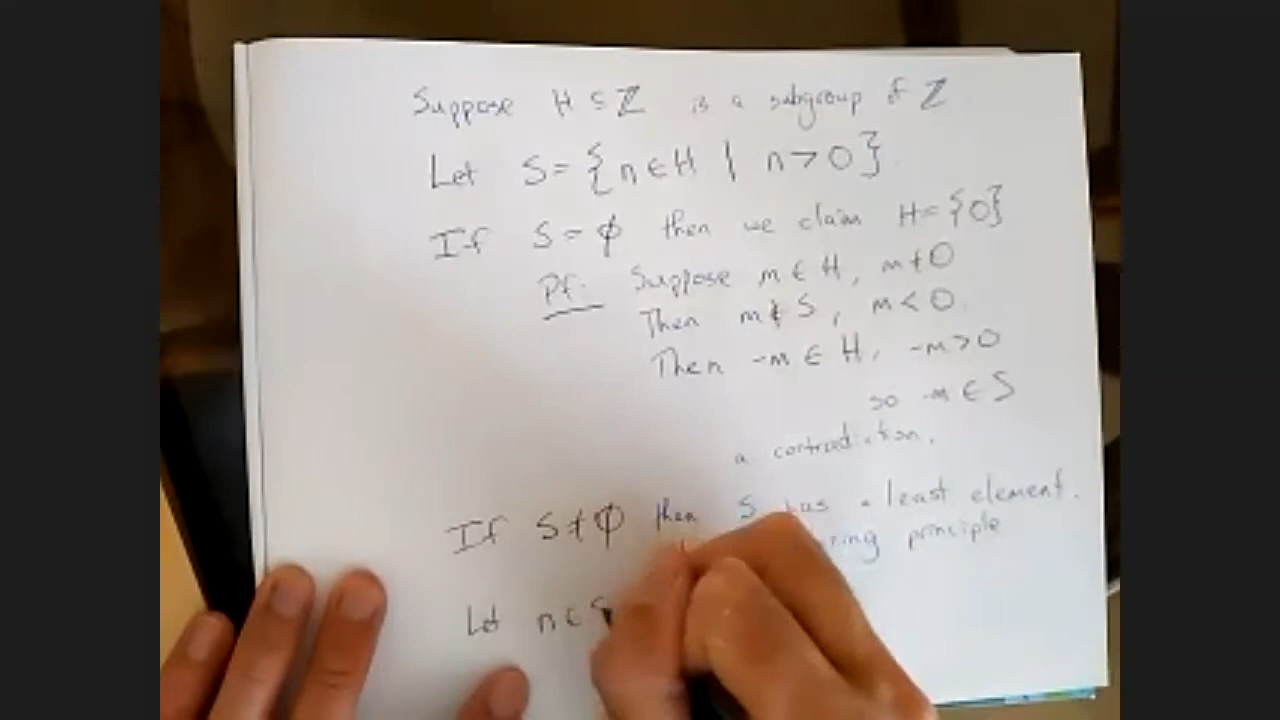 Suppose H ⊆ ℤ is a subgroup of ℤ
Let S = { n ∈ H | n > 0 }.
If S = ∅ then we claim H = {0}
Pf: Suppose m ∈ H, m ≠ 0
Then m ∉ S, m < 0.
Then -m ∈ H, -m > 0
so -m ∈ S
a contradiction.
If S ≠ ∅ then S has a least element.
principle
Let n ∈ S